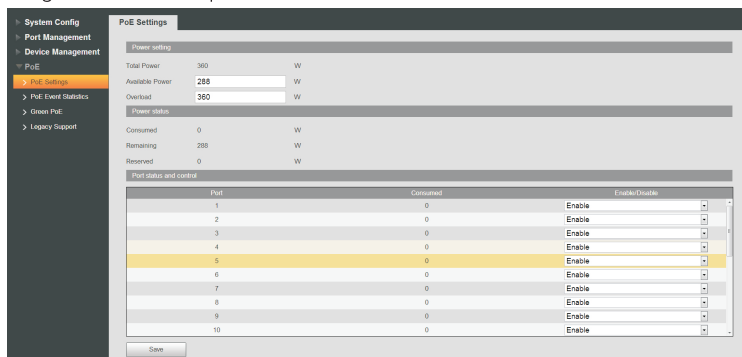 System Config
Port Management
Device Management
PoE
PoE Settings
PoE Event Statistics
Green PoE
Legacy Support
PoE Settings
Power setting
Total Power 360 W
Available Power 288 W
Overload 360 W
Power status
Consumed 0 W
Remaining 288 W
Reserved 0 W
Port status and control
Port Consumed Enable/Disable
1 0 Enable
2 0 Enable
3 0 Enable
4 0 Enable
5 0 Enable
6 0 Enable
7 0 Enable
8 0 Enable
9 0 Enable
10 0 Enable
Save